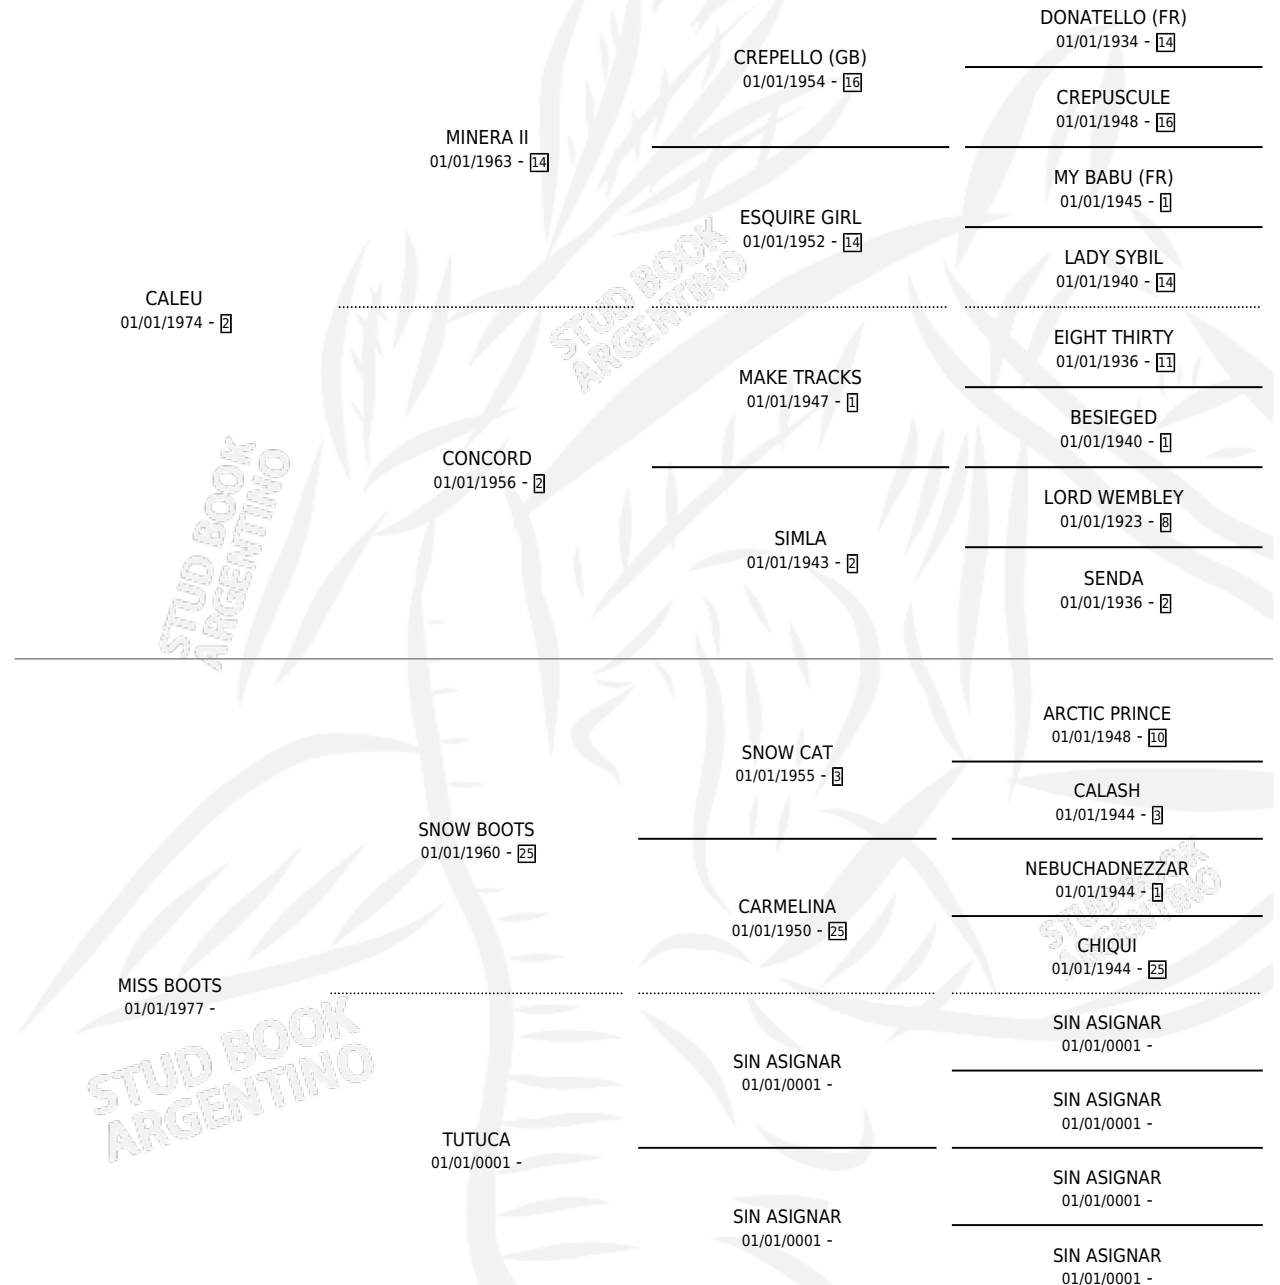 DONATELLO (FR)
01/01/1934 - 14
CREPELLO (GB)
01/01/1954 - 16
CREPUSCULE
01/01/1948 - 16
MINERA II
01/01/1963 - 14
MY BABU (FR)
01/01/1945 - 1
ESQUIRE GIRL
01/01/1952 - 14
LADY SYBIL
01/01/1940 - 14
CALEU
01/01/1974 - 2
EIGHT THIRTY
01/01/1936 - 11
MAKE TRACKS
01/01/1947 - 1
BESIEGED
01/01/1940 - 1
CONCORD
01/01/1956 - 2
LORD WEMBLEY
01/01/1923 - 8
SIMLA
01/01/1943 - 2
SENDA
01/01/1936 - 2
STUD BOOK
ARGENTINO
STUD BOOK
ARGENTINO
ARCTIC PRINCE
01/01/1948 - 10
SNOW CAT
01/01/1955 - 3
CALASH
01/01/1944 - 3
SNOW BOOTS
01/01/1960 - 25
NEBUCHADNEZZAR
01/01/1944 - 1
CARMELINA
01/01/1950 - 25
CHIQUI
01/01/1944 - 25
STUD BOOK
ARGENTINO
MISS BOOTS
01/01/1977 -
SIN ASIGNAR
01/01/0001 -
SIN ASIGNAR
01/01/0001 -
SIN ASIGNAR
01/01/0001 -
TUTUCA
01/01/0001 -
SIN ASIGNAR
01/01/0001 -
SIN ASIGNAR
01/01/0001 -
SIN ASIGNAR
01/01/0001 -
STUD BOOK
ARGENTINO